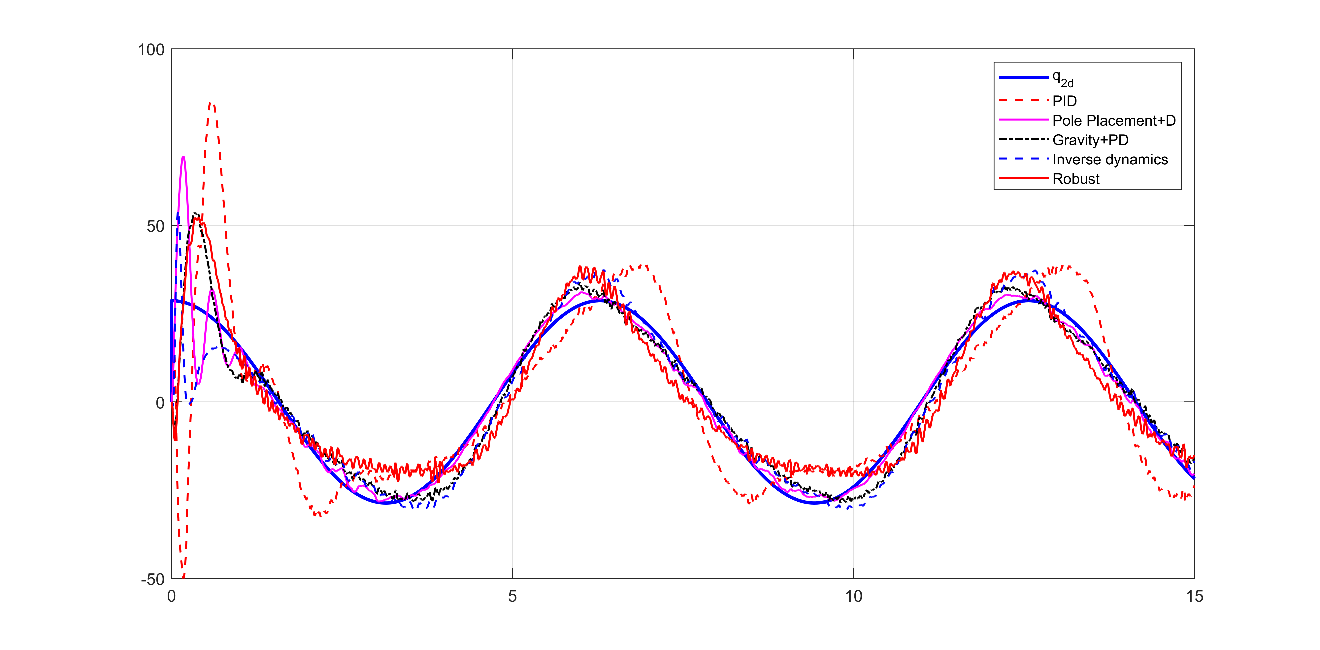 100
50
0
-50
0
5
10
15
q2d
PID
Pole Placement+D
Gravity+PD
Inverse dynamics
Robust